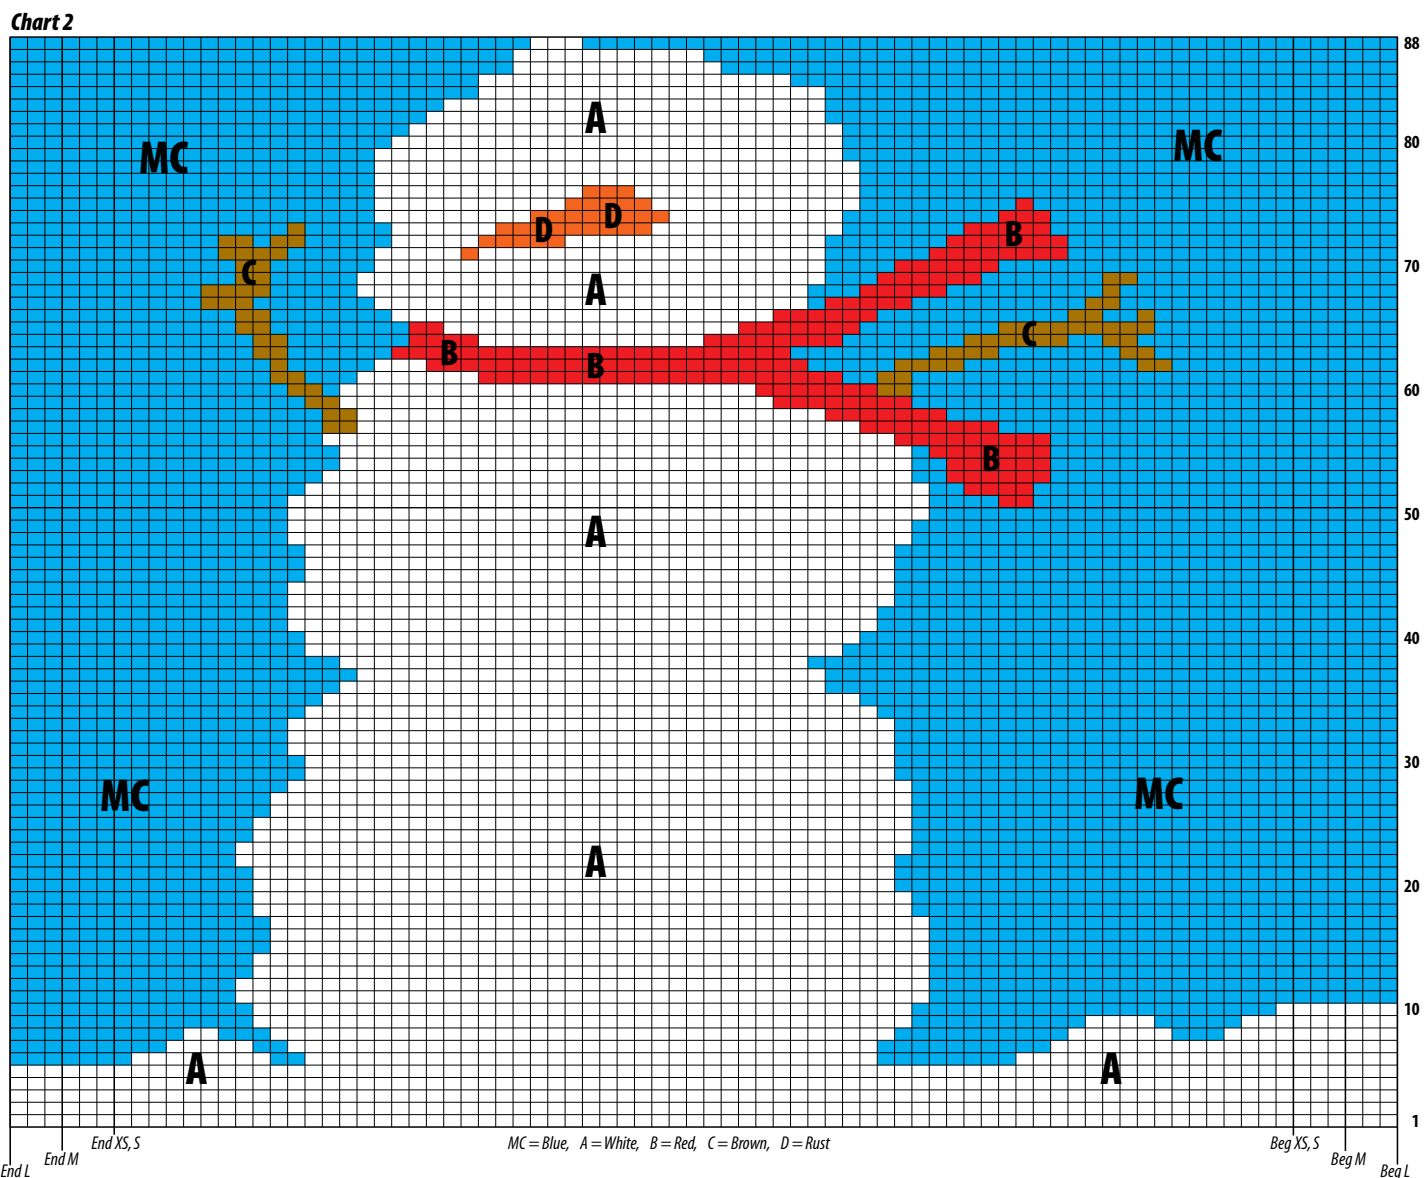 Chart 2
88
A
MC
MC
80
D
D
B
C
70
A
C
B
B
60
B
A
50
40
30
MC
MC
A
20
10
A
A
1
End XS, S
MC = Blue, A = White, B = Red, C = Brown, D = Rust
Beg XS, S
End M
Beg M
End L
Beg L